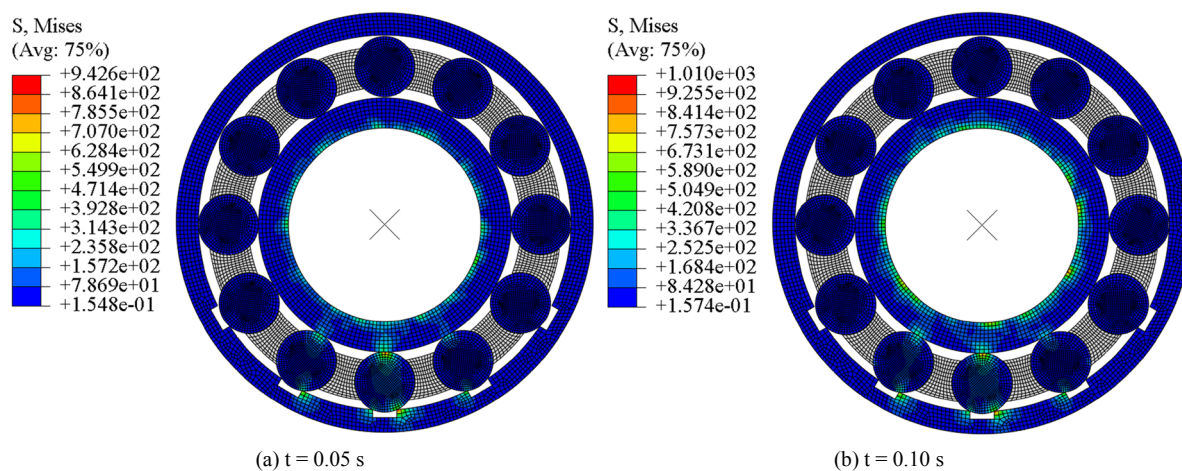 S, Mises
(Avg: 75%)
+9.426e+02
+8.641e+02
+7.855e+02
+7.070e+02
+6.284e+02
+5.499e+02
+4.714e+02
+3.928e+02
+3.143e+02
+2.358e+02
+1.572e+02
+7.869e+01
+1.548e-01
(a) t = 0.05 s
S, Mises
(Avg: 75%)
+1.010e+03
+9.255e+02
+8.414e+02
+7.573e+02
+6.731e+02
+5.890e+02
+5.049e+02
+4.208e+02
+3.367e+02
+2.525e+02
+1.684e+02
+8.428e+01
+1.574e-01
(b) t = 0.10 s